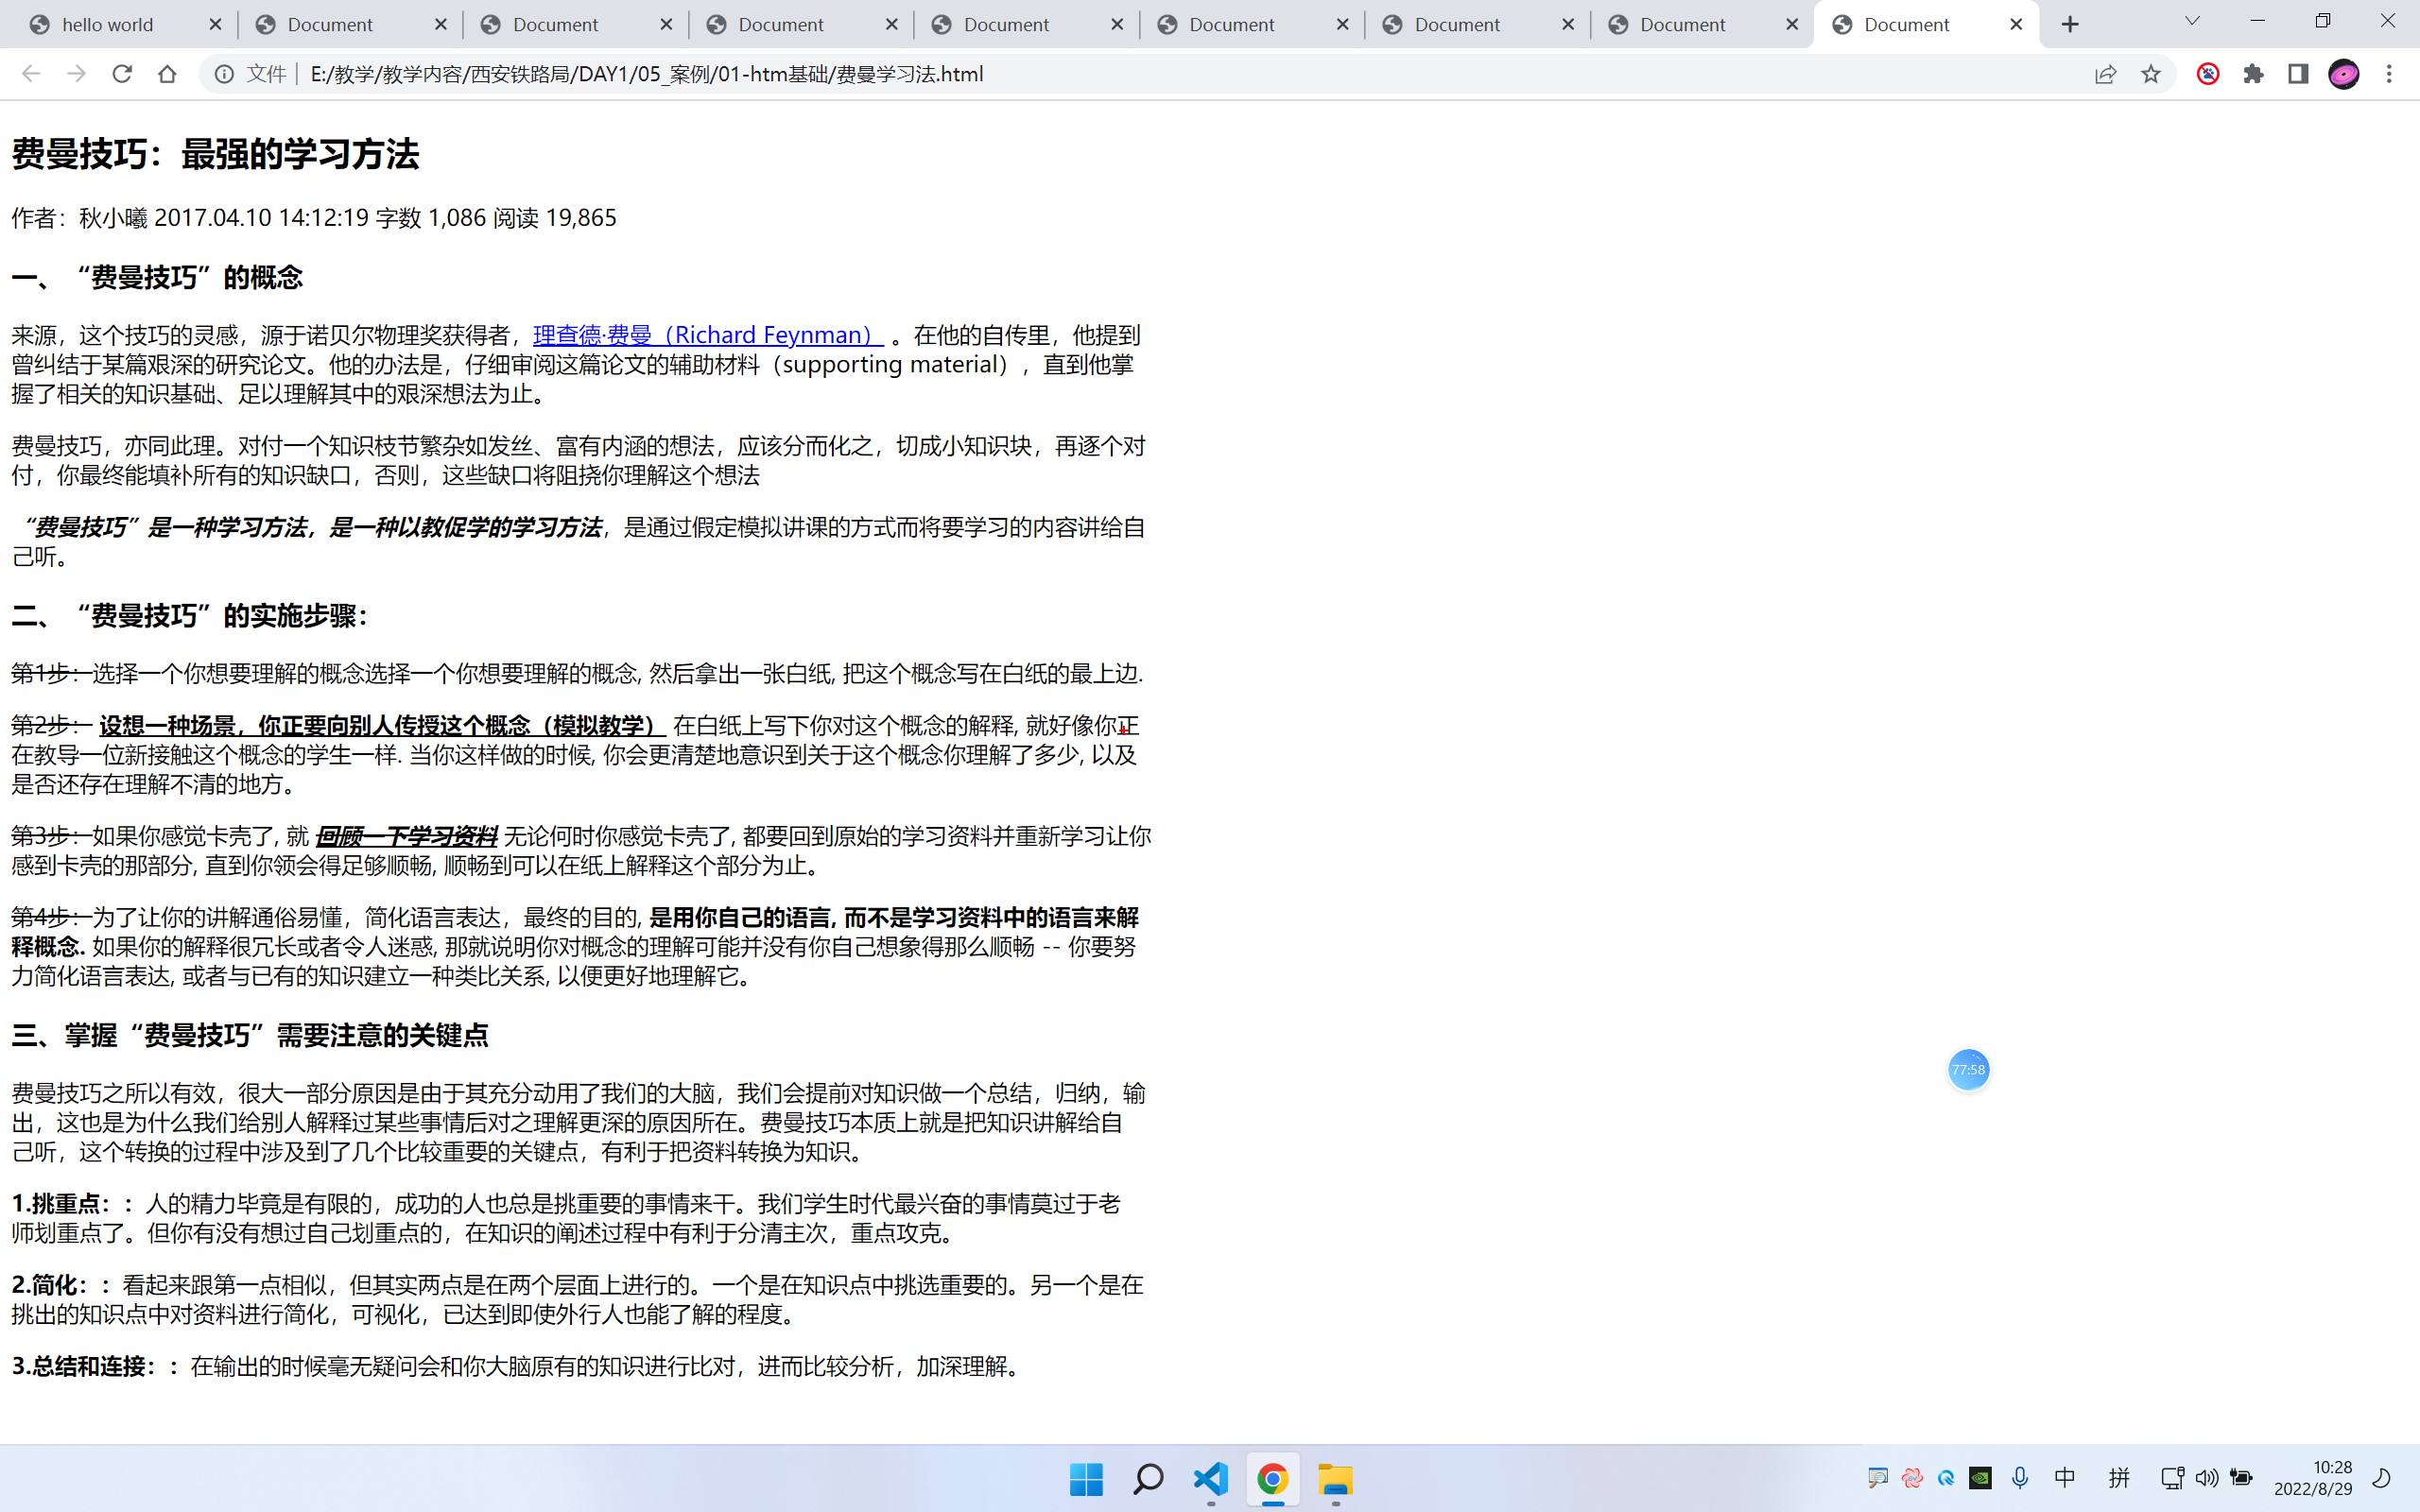 hello world
Document
Document
Document
Document
Document
Document
Document
Document
文件 E:/教学/教学内容/西安铁路局/DAY1/05_案例/01-htm基础/费曼学习法.html
费曼技巧：最强的学习方法
作者：秋小曦 2017.04.10 14:12:19 字数 1,086 阅读 19,865
一、“费曼技巧”的概念
来源，这个技巧的灵感，源于诺贝尔物理奖获得者，理查德·费曼（Richard Feynman） 。在他的自传里，他提到
曾纠结于某篇艰深的研究论文。他的办法是，仔细审阅这篇论文的辅助材料（supporting material），直到他掌
握了相关的知识基础、足以理解其中的艰深想法为止。
费曼技巧，亦同此理。对付一个知识枝节繁杂如发丝、富有内涵的想法，应该分而化之，切成小知识块，再逐个对
付，你最终能填补所有的知识缺口，否则，这些缺口将阻挠你理解这个想法
“费曼技巧”是一种学习方法，是一种以教促学的学习方法，是通过假定模拟讲课的方式而将要学习的内容讲给自
己听。
二、“费曼技巧”的实施步骤：
第1步：选择一个你想要理解的概念选择一个你想要理解的概念, 然后拿出一张白纸, 把这个概念写在白纸的最上边.
第2步： 设想一种场景，你正要向别人传授这个概念（模拟教学） 在白纸上写下你对这个概念的解释, 就好像你正
在教导一位新接触这个概念的学生一样. 当你这样做的时候, 你会更清楚地意识到关于这个概念你理解了多少, 以及
是否还存在理解不清的地方。
第3步：如果你感觉卡壳了, 就 回顾一下学习资料 无论何时你感觉卡壳了, 都要回到原始的学习资料并重新学习让你
感到卡壳的那部分, 直到你领会得足够顺畅, 顺畅到可以在纸上解释这个部分为止。
第4步：为了让你的讲解通俗易懂，简化语言表达，最终的目的, 是用你自己的语言, 而不是学习资料中的语言来解
释概念. 如果你的解释很冗长或者令人迷惑, 那就说明你对概念的理解可能并没有你自己想象得那么顺畅 -- 你要努
力简化语言表达, 或者与已有的知识建立一种类比关系, 以便更好地理解它。
三、掌握“费曼技巧”需要注意的关键点
费曼技巧之所以有效，很大一部分原因是由于其充分动用了我们的大脑，我们会提前对知识做一个总结，归纳，输
出，这也是为什么我们给别人解释过某些事情后对之理解更深的原因所在。费曼技巧本质上就是把知识讲解给自
己听，这个转换的过程中涉及到了几个比较重要的关键点，有利于把资料转换为知识。
1.挑重点：：人的精力毕竟是有限的，成功的人也总是挑重要的事情来干。我们学生时代最兴奋的事情莫过于老
师划重点了。但你有没有想过自己划重点的，在知识的阐述过程中有利于分清主次，重点攻克。
2.简化：：看起来跟第一点相似，但其实两点是在两个层面上进行的。一个是在知识点中挑选重要的。另一个是在
挑出的知识点中对资料进行简化，可视化，已达到即使外行人也能了解的程度。
3.总结和连接：：在输出的时候毫无疑问会和你大脑原有的知识进行比对，进而比较分析，加深理解。
77:58
中 拼
10:28
2022/8/29